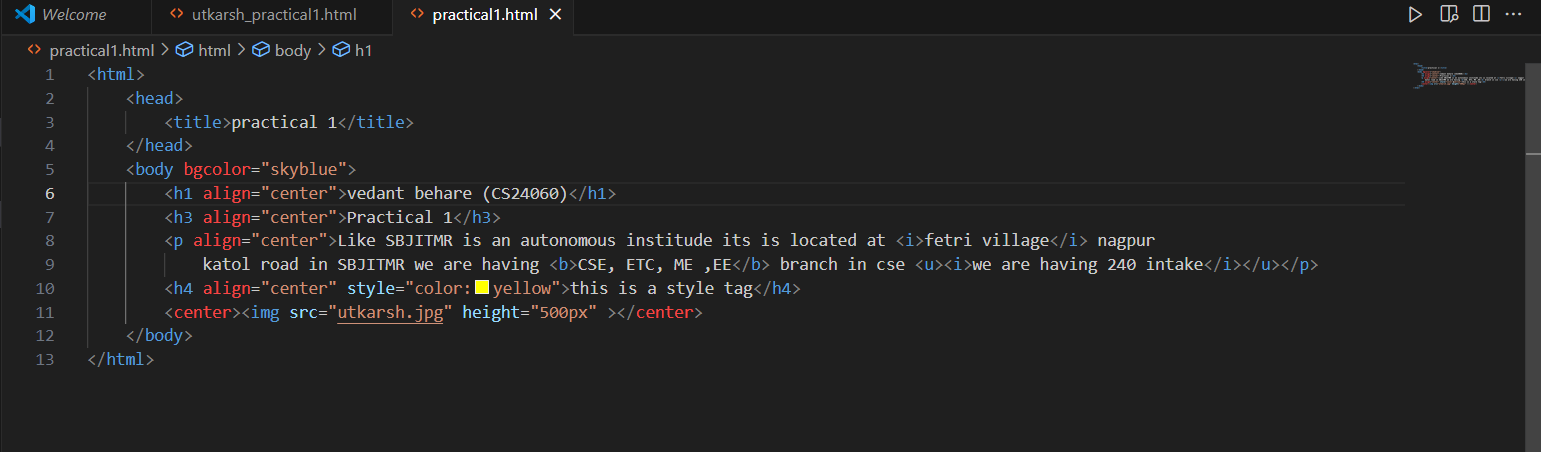 Welcome utkarsh_practical1.html practical1.html
practical1.html > html > body > h1
1 <html>
2 <head>
3 <title>practical 1</title>
4 </head>
5 <body bgcolor="skyblue">
6 <h1 align="center">vedant behare (CS24060)</h1>
7 <h3 align="center">Practical 1</h3>
8 <p align="center">Like SBJITMR is an autonomous institude its is located at <i>fetri village</i> nagpur
9 katol road in SBJITMR we are having <b>CSE, ETC, ME ,EE</b> branch in cse <u><i>we are having 240 intake</i></u></p>
10 <h4 align="center" style="color:yellow">this is a style tag</h4>
11 <center><img src="utkarsh.jpg" height="500px" ></center>
12 </body>
13 </html>